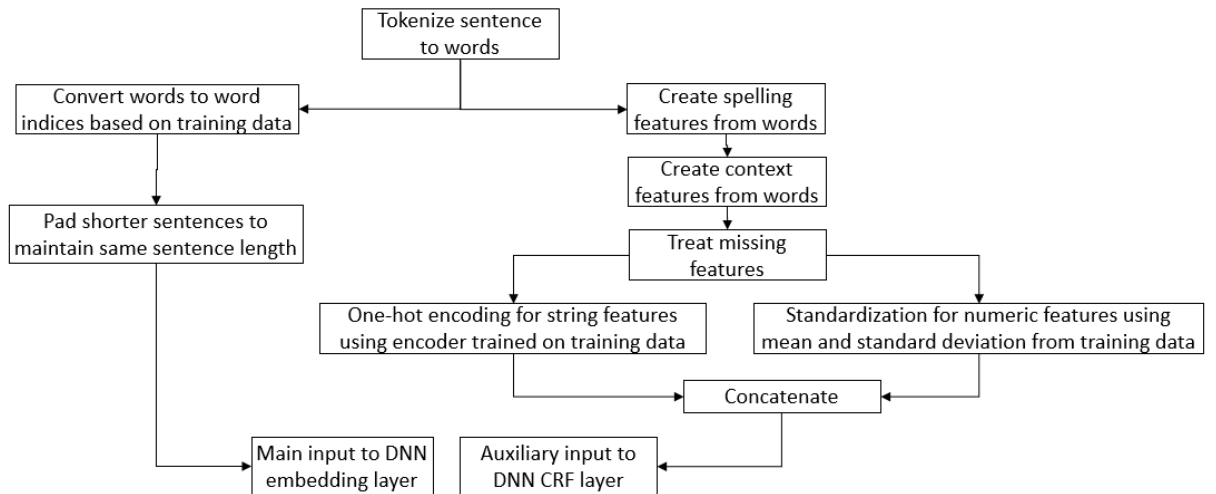 Tokenize sentence
to words
Convert words to word
indices based on training data
Create spelling
features from words
Create context
features from words
Pad shorter sentences to
maintain same sentence length
Treat missing
features
One-hot encoding for string features
using encoder trained on training data
Standardization for numeric features using
mean and standard deviation from training data
Concatenate
Main input to DNN
embedding layer
Auxiliary input to
DNN CRF layer